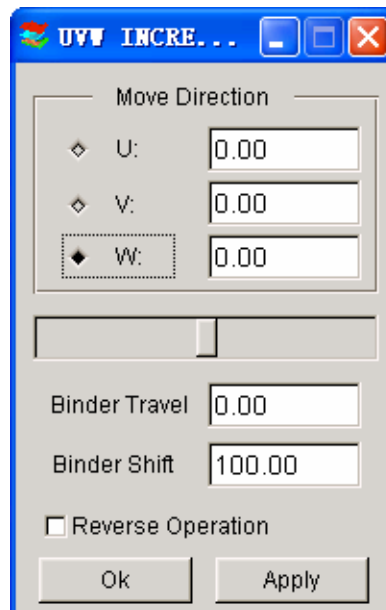 UVW INCRE...
Move Direction
U: 0.00
V: 0.00
W: 0.00
Binder Travel 0.00
Binder Shift 100.00
Reverse Operation
Ok Apply